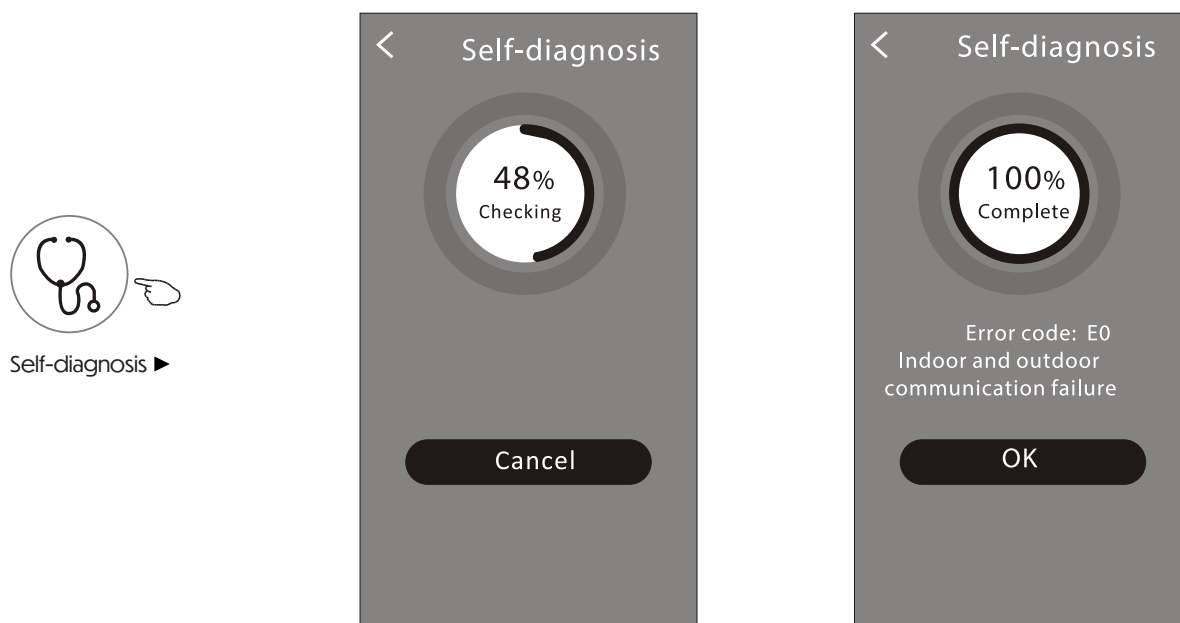 Self-diagnosis ►
Self-diagnosis
48%
Checking
Cancel
Self-diagnosis
100%
Complete
Error code: E0
Indoor and outdoor
communication failure
OK